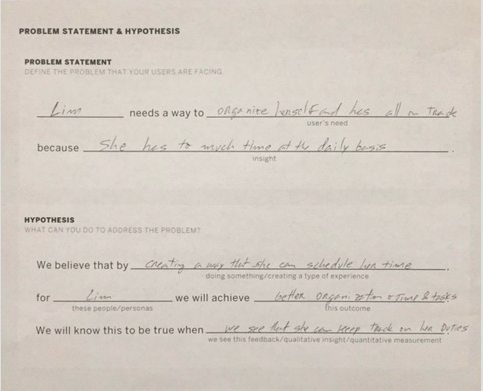 PROBLEM STATEMENT & HYPOTHESIS
PROBLEM STATEMENT
DEFINE THE PROBLEM THAT YOUR USERS ARE FACING.
Lim needs a way to organize and has all on track
user's need
because She has to much time at the daily basis .
insight
HYPOTHESIS
WHAT CAN YOU DO TO ADDRESS THE PROBLEM?
We believe that by creating a way that she can schedule her time .
doing something/creating a type of experience
for Lim we will achieve better organization & tasks
these people/personas this outcome
We will know this to be true when we see that she can keep track on her Duties
we see this feedback/qualitative insight/quantitative measurement